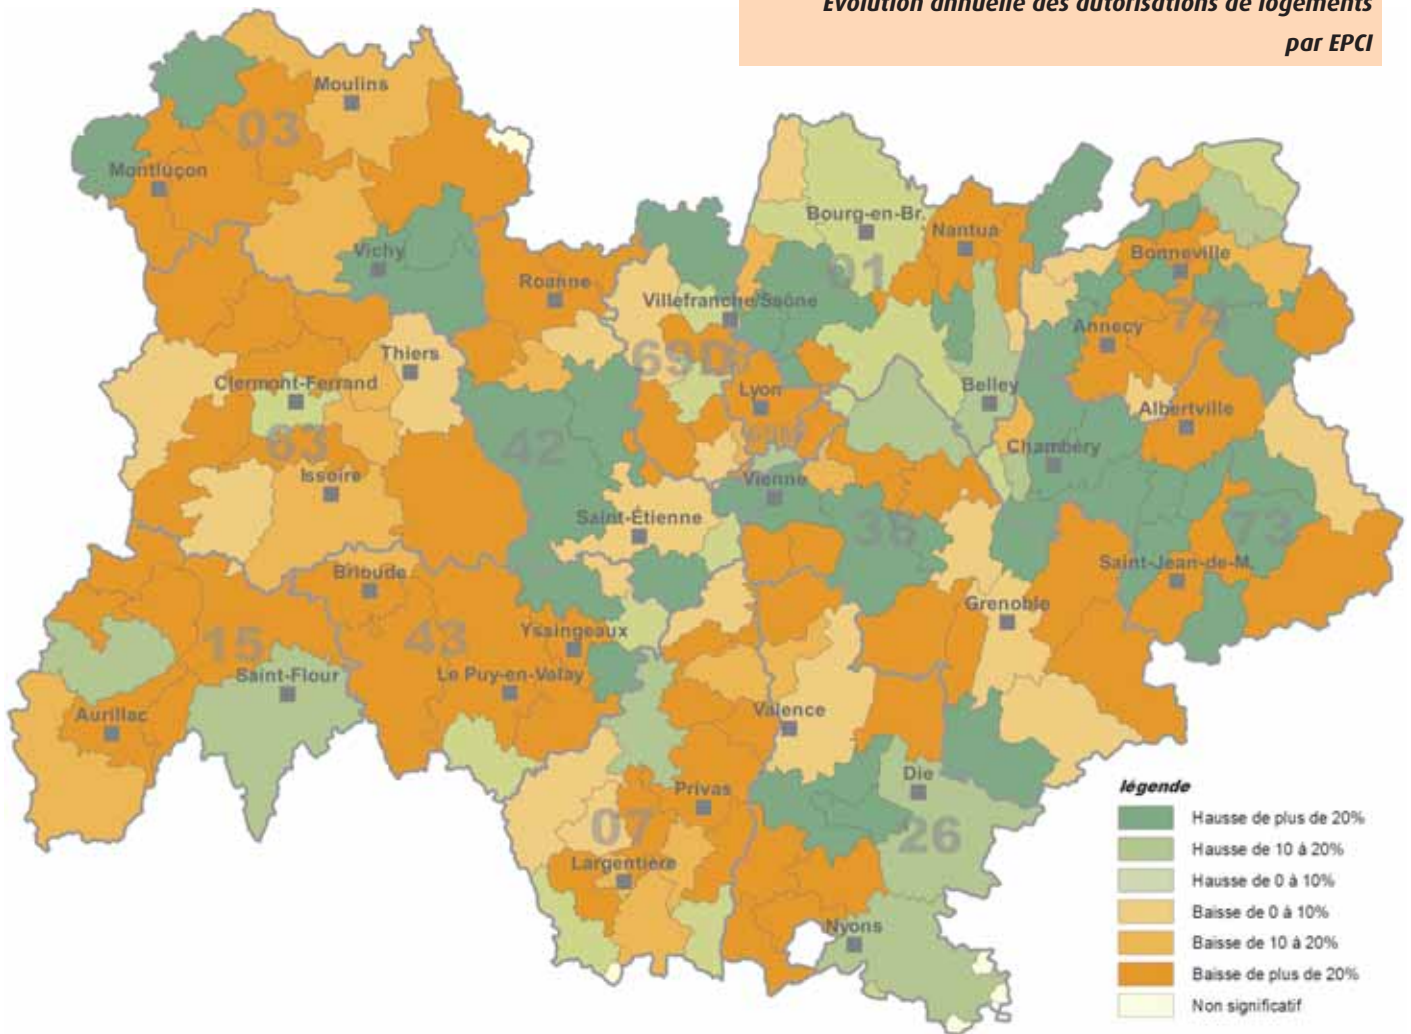 Evolution annuelle des autorisations de logements
par EPCI
Moulins
03
Montluçon
Vichy
Roanne
Bourg-en-Br.
Nantua
01
Bonneville
Villefranche/Saône
74
Annecy
69D
Thiers
Clermont-Ferrand
Lyon
Belley
Albertville
63
42
Chambéry
Issoire
Vienne
Saint-Étienne
38
73
Brioude
Saint-Jean-de-M.
Grenoble
15
43
Yssingeaux
Saint-Flour
Le Puy-en-Velay
Aurillac
Valence
Die
Privas
07
26
Largentière
Nyons
légende
Hausse de plus de 20%
Hausse de 10 à 20%
Hausse de 0 à 10%
Baisse de 0 à 10%
Baisse de 10 à 20%
Baisse de plus de 20%
Non significatif